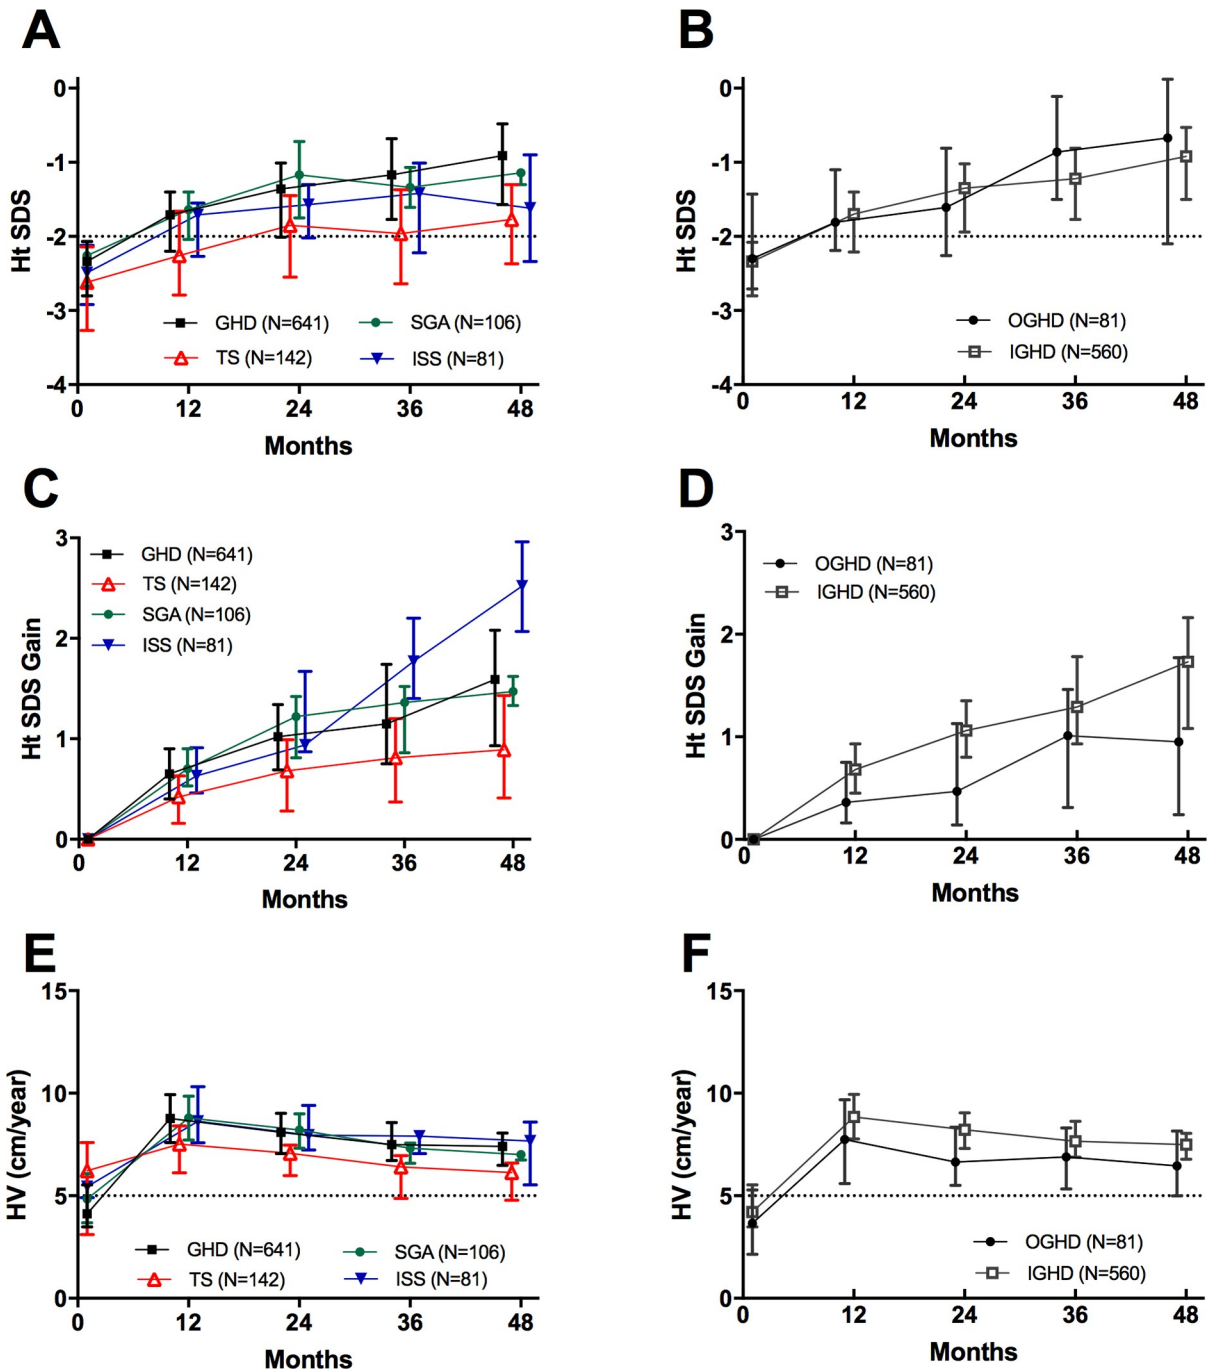 A
Ht SDS
0
-1
-2
-3
-4
GHD (N=641)
SGA (N=106)
TS (N=142)
ISS (N=81)
0 12 24 36 48
Months
B
Ht SDS
0
-1
-2
-3
-4
OGHD (N=81)
IGHD (N=560)
0 12 24 36 48
Months
C
Ht SDS Gain
3
2
1
0
GHD (N=641)
TS (N=142)
SGA (N=106)
ISS (N=81)
0 12 24 36 48
Months
D
Ht SDS Gain
3
2
1
0
OGHD (N=81)
IGHD (N=560)
0 12 24 36 48
Months
E
HV (cm/year)
15
10
5
0
GHD (N=641)
SGA (N=106)
TS (N=142)
ISS (N=81)
0 12 24 36 48
Months
F
HV (cm/year)
15
10
5
0
OGHD (N=81)
IGHD (N=560)
0 12 24 36 48
Months